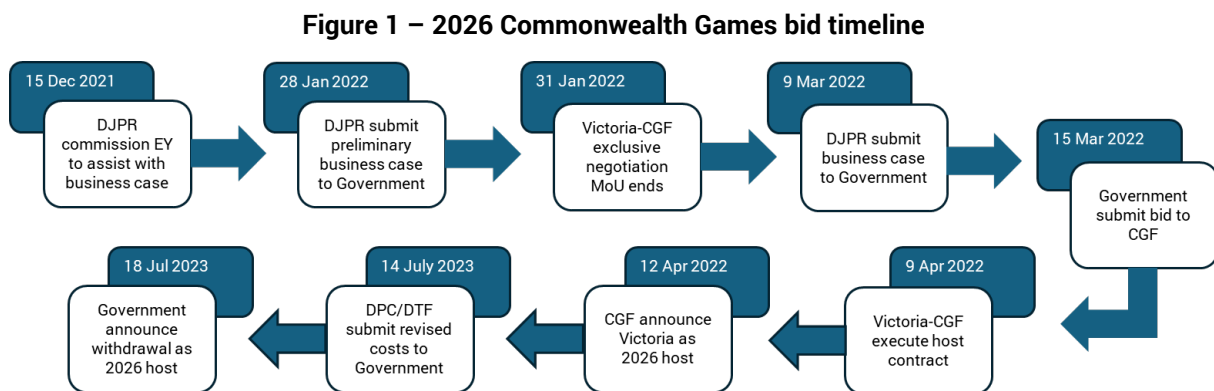 Figure 1 – 2026 Commonwealth Games bid timeline
15 Dec 2021
DJPR
commission EY
to assist with
business case
28 Jan 2022
DJPR submit
preliminary
business case
to Government
31 Jan 2022
Victoria-CGF
exclusive
negotiation
MoU ends
9 Mar 2022
DJPR submit
business case
to Government
15 Mar 2022
Government
submit bid to
CGF
9 Apr 2022
Victoria-CGF
execute host
contract
12 Apr 2022
CGF announce
Victoria as
2026 host
14 July 2023
DPC/DTF
submit revised
costs to
Government
18 Jul 2023
Government
announce
withdrawal as
2026 host